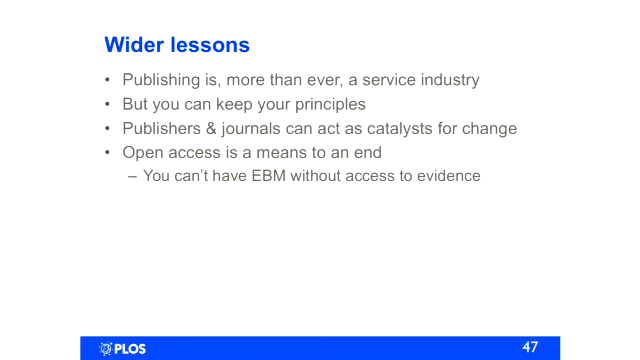 Wider lessons
• Publishing is, more than ever, a service industry
• But you can keep your principles
• Publishers & journals can act as catalysts for change
• Open access is a means to an end
– You can’t have EBM without access to evidence
PLOS
47